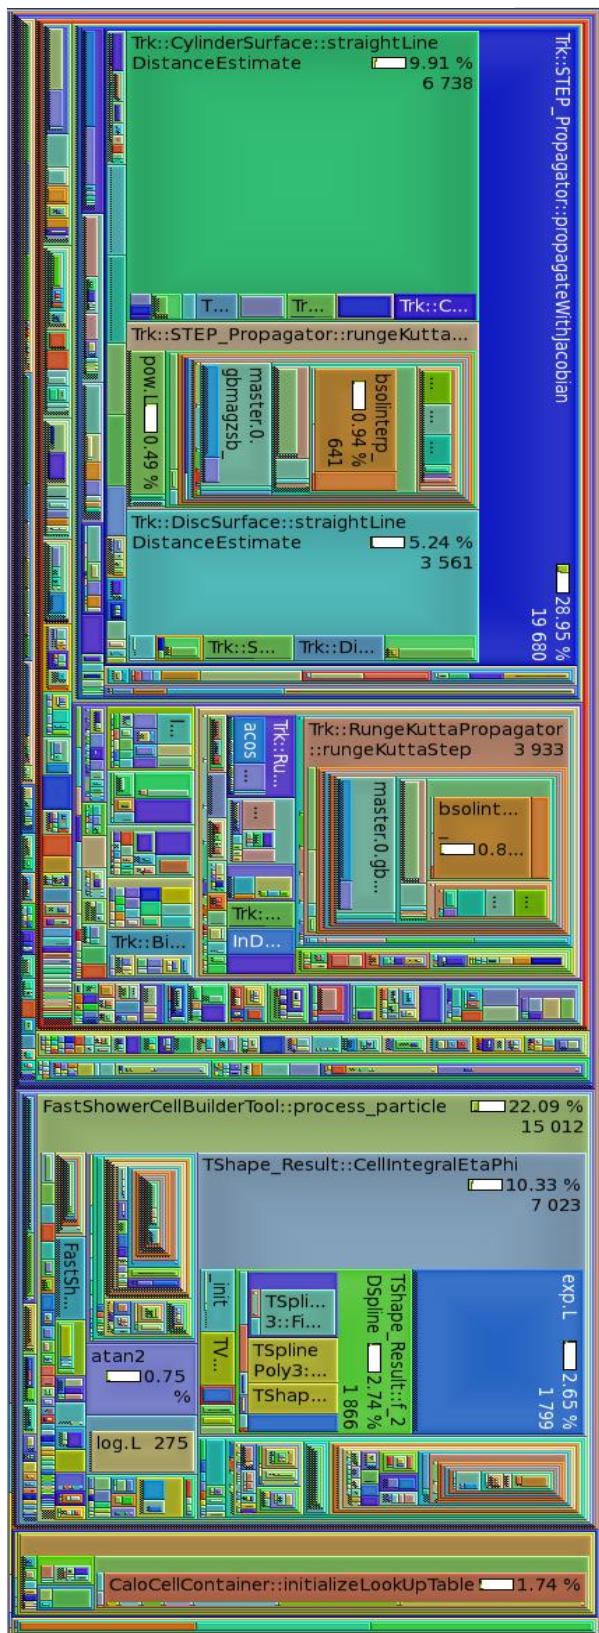 Trk::CylinderSurface::straightLine
DistanceEstimate 9.91 %
6 738
Trk::STEP_Propagator::propagateWithJacobian
28.95 %
19 680
T...
Tr...
Trk::C...
Trk::STEP_Propagator::rungeKutta...
pow.L 0.49 %
master.0.
gbmagzsb_
bsolinterp_
0.94 %
641
...
...
...
Trk::DiscSurface::straightLine
DistanceEstimate 5.24 %
3 561
Trk::S...
Trk::Di...
I...
...
Trk::Bi...
acos
...
Trk::Ru...
...
Trk::...
InD...
Trk::RungeKuttaPropagator
::rungeKuttaStep 3 933
master.0.gb...
bsolint...
_
0.8...
...
...
...
FastShowerCellBuilderTool::process_particle 22.09 %
15 012
TShape_Result::CellIntegralEtaPhi
10.33 %
7 023
FastSh...
atan2
0.75
%
log.L 275
_init
TV...
TSpli...
3::Fi...
TSpline
Poly3:...
TShap...
TShape_Result::f_2
DSpline 2.74 %
1 866
exp.L 2.65 %
1 799
CaloCellContainer::initializeLookUpTable 1.74 %